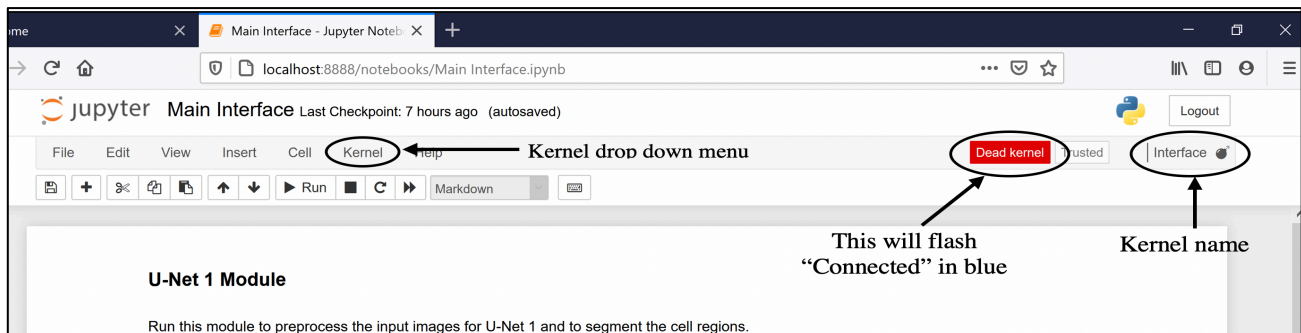 ome
Main Interface - Jupyter Noteb
localhost:8888/notebooks/Main Interface.ipynb
jupyter Main Interface Last Checkpoint: 7 hours ago (autosaved)
Logout
File Edit View Insert Cell Kernel Help
Kernel drop down menu
Dead kernel Trusted Interface
Run Markdown
This will flash
“Connected” in blue
Kernel name
U-Net 1 Module
Run this module to preprocess the input images for U-Net 1 and to segment the cell regions.